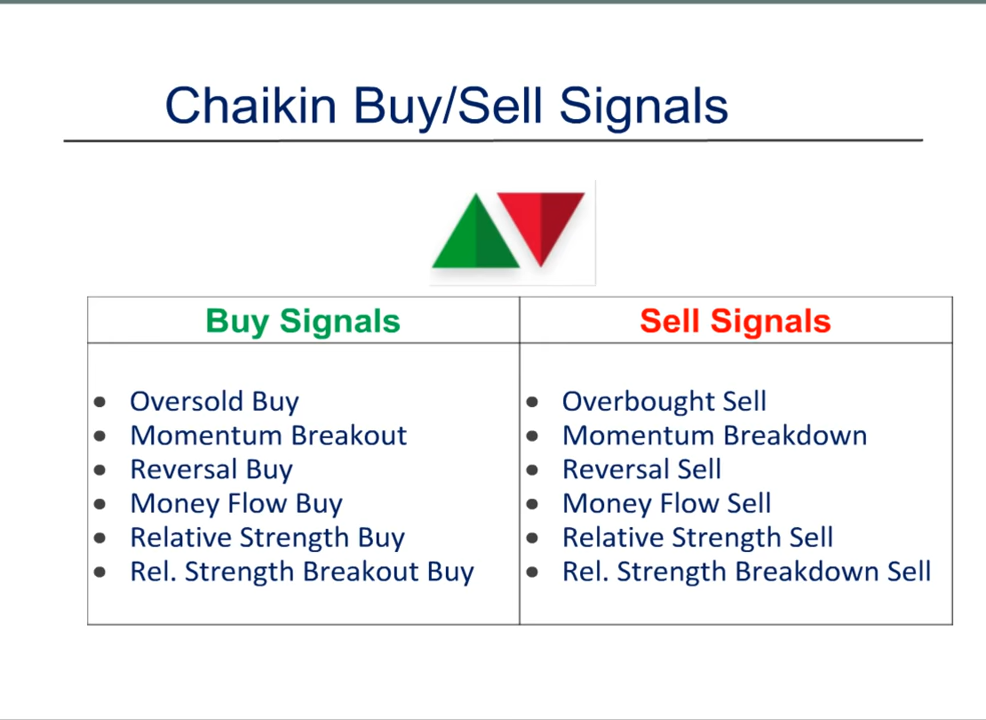 Chaikin Buy/Sell Signals
Buy Signals
Sell Signals
• Oversold Buy
• Momentum Breakout
• Reversal Buy
• Money Flow Buy
• Relative Strength Buy
• Rel. Strength Breakout Buy
• Overbought Sell
• Momentum Breakdown
• Reversal Sell
• Money Flow Sell
• Relative Strength Sell
• Rel. Strength Breakdown Sell